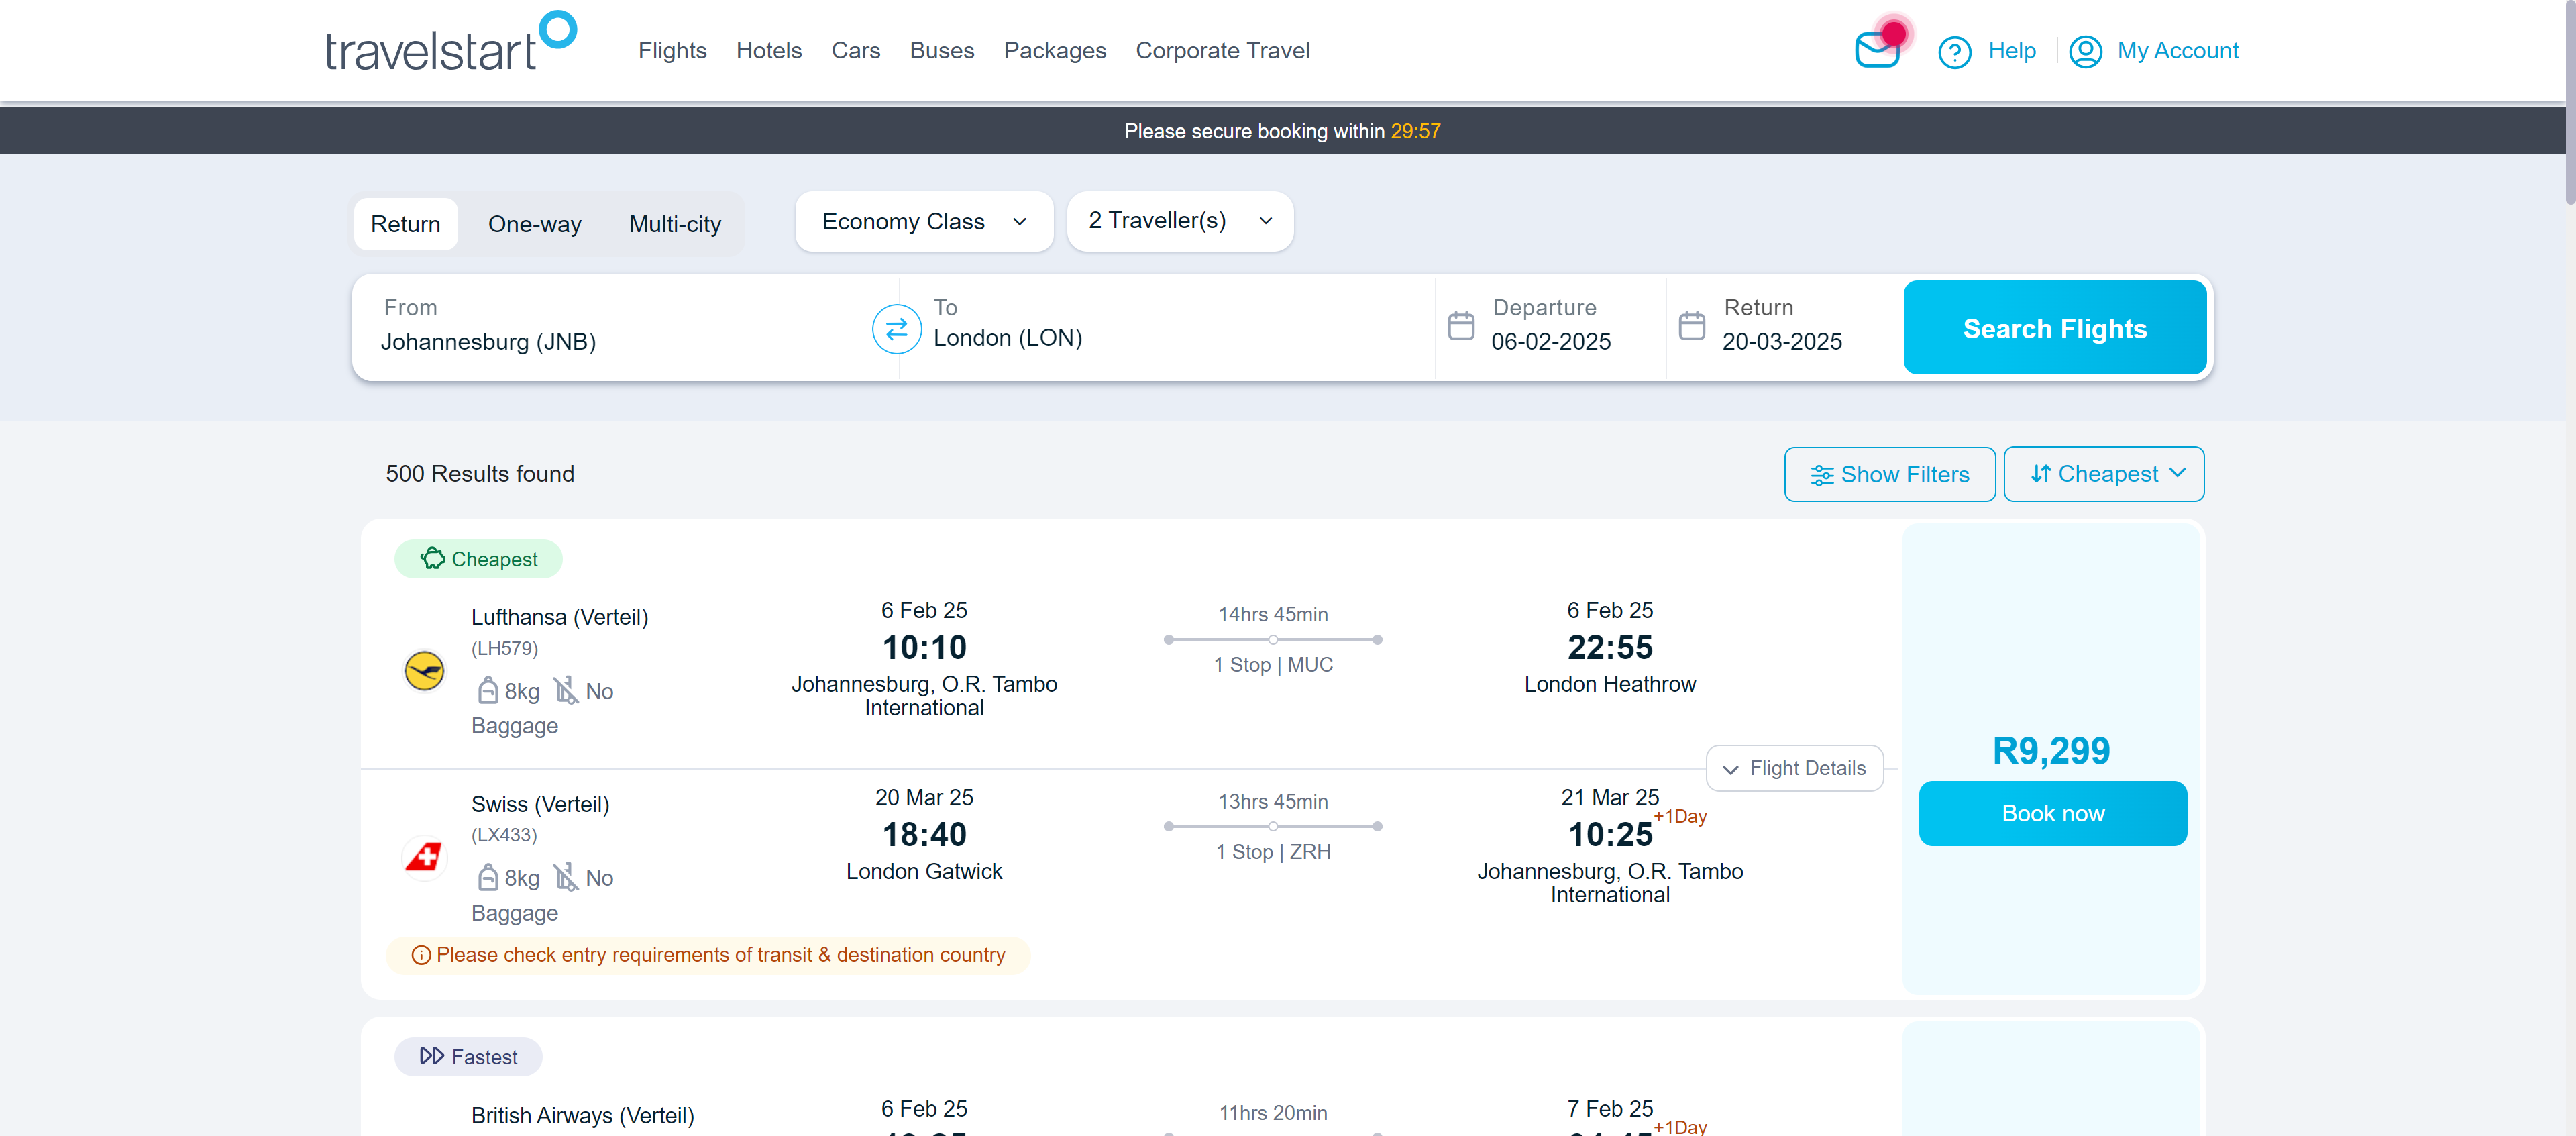 travelstart
Flights Hotels Cars Buses Packages Corporate Travel
Help My Account
Please secure booking within 29:57
Return One-way Multi-city Economy Class 2 Traveller(s)
From
Johannesburg (JNB)
To
London (LON)
Departure
06-02-2025
Return
20-03-2025
Search Flights
500 Results found
Show Filters Cheapest
Cheapest
Lufthansa (Verteil)
(LH579)
8kg No
Baggage
6 Feb 25
10:10
Johannesburg, O.R. Tambo
International
14hrs 45min
1 Stop | MUC
6 Feb 25
22:55
London Heathrow
Flight Details
R9,299
Book now
Swiss (Verteil)
(LX433)
8kg No
Baggage
20 Mar 25
18:40
London Gatwick
13hrs 45min
1 Stop | ZRH
21 Mar 25
10:25 +1Day
Johannesburg, O.R. Tambo
International
Please check entry requirements of transit & destination country
Fastest
British Airways (Verteil)
6 Feb 25
11hrs 20min
7 Feb 25
+1Day